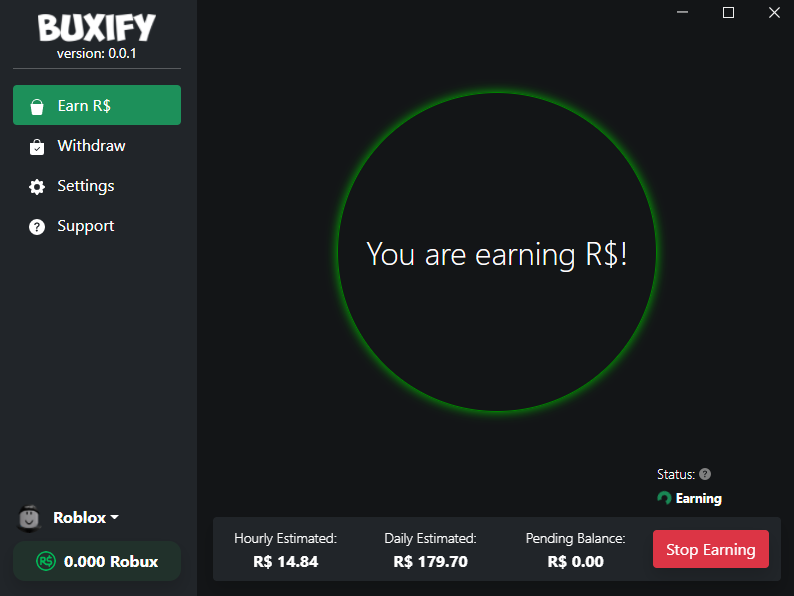 BUXIFY
version: 0.0.1
Earn R$
Withdraw
Settings
Support
You are earning R$!
Status: ?
Earning
Roblox
R$ 0.000 Robux
Hourly Estimated:
R$ 14.84
Daily Estimated:
R$ 179.70
Pending Balance:
R$ 0.00
Stop Earning